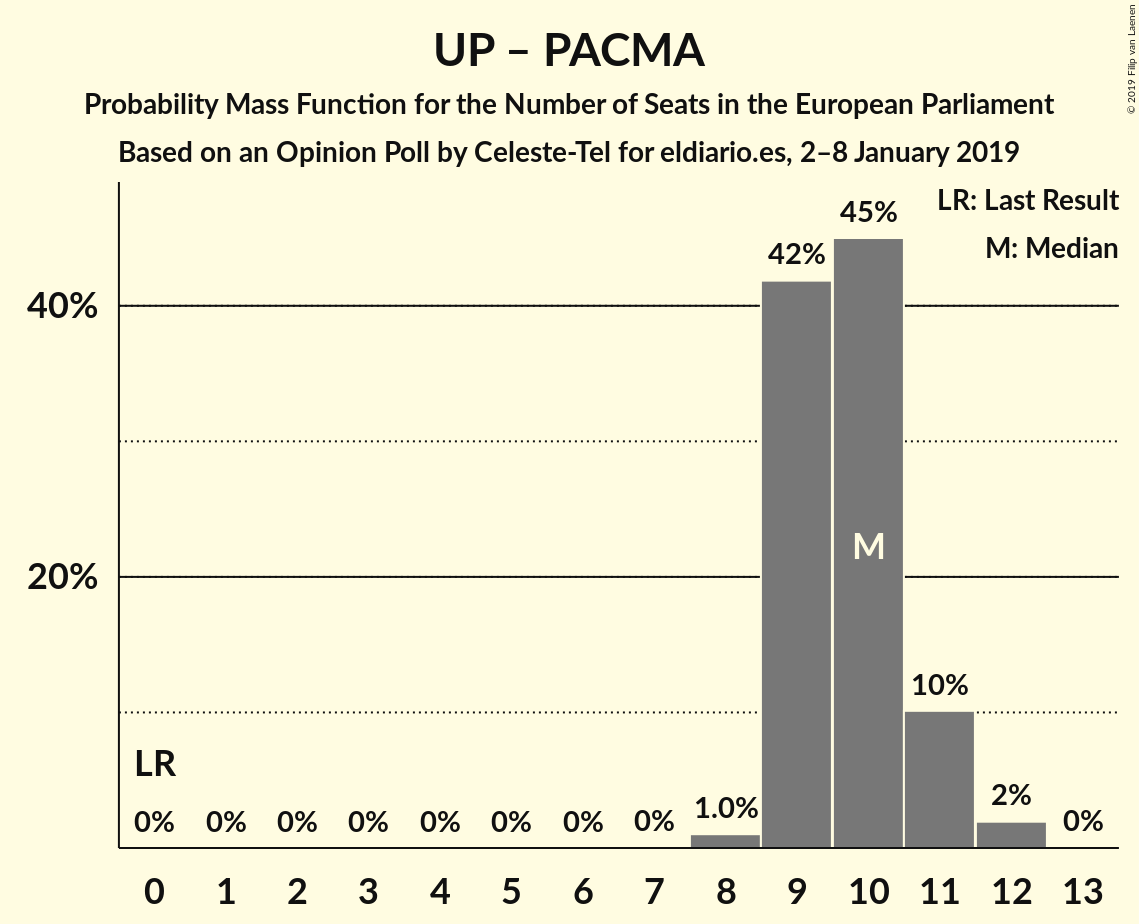 UP – PACMA
Probability Mass Function for the Number of Seats in the European Parliament
Based on an Opinion Poll by Celeste-Tel for eldiario.es, 2–8 January 2019
© 2019 Filip van Laenen
LR: Last Result
M: Median
45%
42%
40%
M
20%
10%
LR
0% 0% 0% 0% 0% 0% 0% 0% 1.0% 2% 0%
0 1 2 3 4 5 6 7 8 9 10 11 12 13